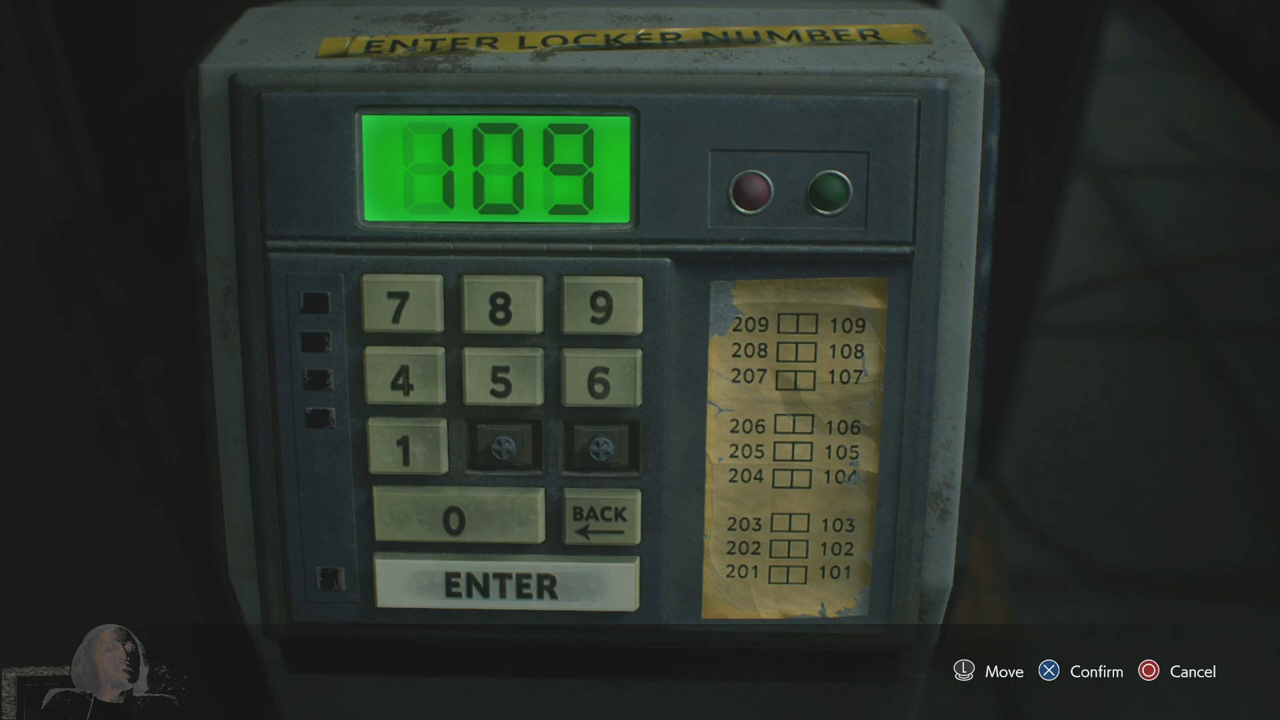 ENTER LOCKER NUMBER
109
7 8 9
4 5 6
1
0 BACK
ENTER
209 109
208 108
207 107
206 106
205 105
204 104
203 103
202 102
201 101
L Move Confirm Cancel